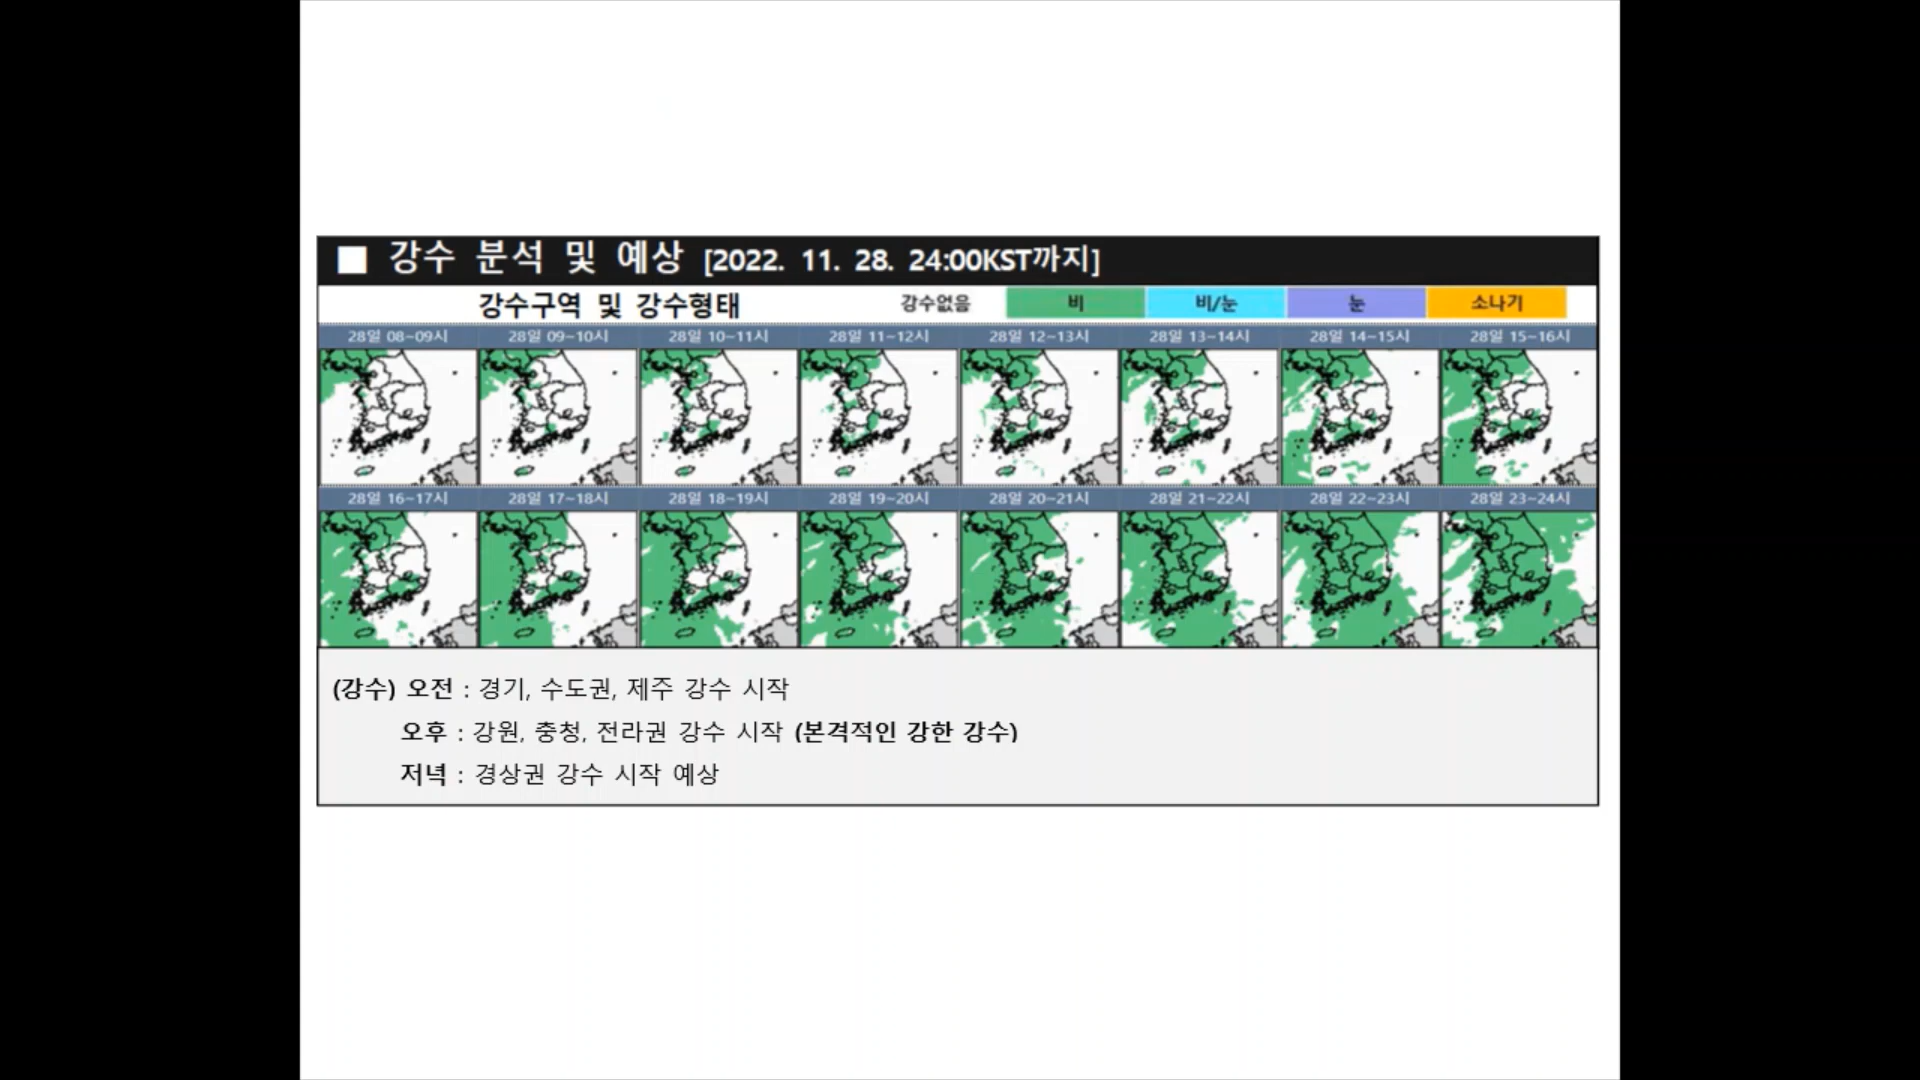 ■ 강수 분석 및 예상 [2022. 11. 28. 24:00KST까지]
강수구역 및 강수형태 강수없음 비 비/눈 눈 소나기
28일 08~09시 28일 09~10시 28일 10~11시 28일 11~12시 28일 12~13시 28일 13~14시 28일 14~15시 28일 15~16시
28일 16~17시 28일 17~18시 28일 18~19시 28일 19~20시 28일 20~21시 28일 21~22시 28일 22~23시 28일 23~24시
(강수) 오전 : 경기, 수도권, 제주 강수 시작
오후 : 강원, 충청, 전라권 강수 시작 (본격적인 강한 강수)
저녁 : 경상권 강수 시작 예상